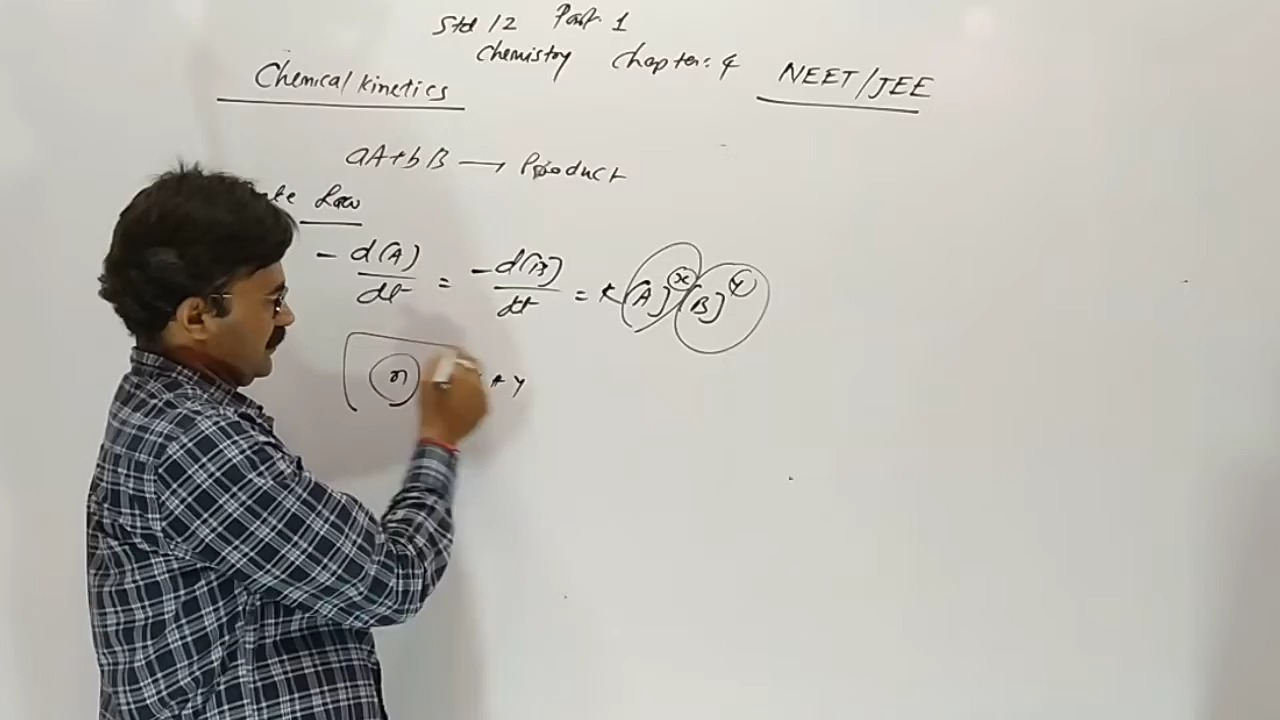 Std 12 Part 1
Chemistry Chapter: 4 NEET/JEE
Chemical kinetics
aA+bB → Product
Law
- d[A]/dt = -d[B]/dt = k[A]^x [B]^y
n + y